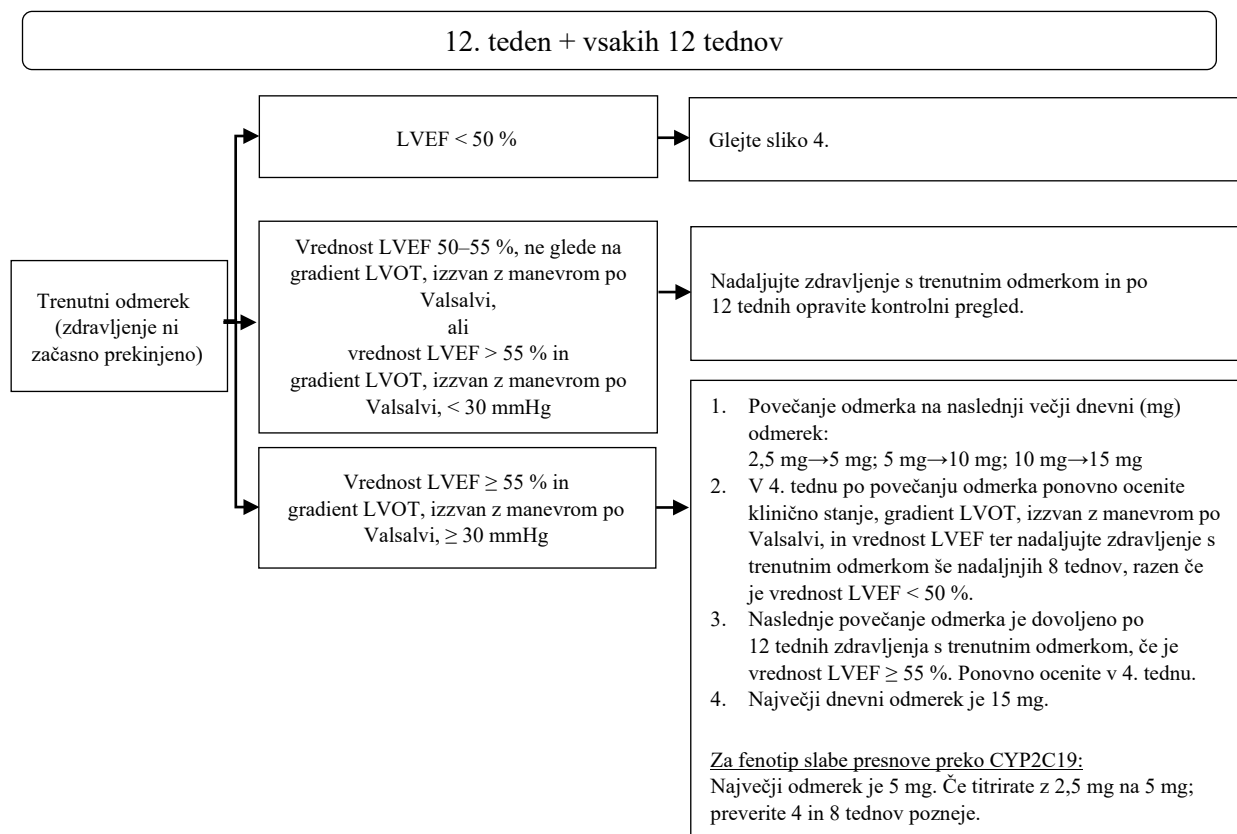 12. teden + vsakih 12 tednov
Trenutni odmerek
(zdravljenje ni
začasno prekinjeno)
LVEF < 50 %
Glejte sliko 4.
Vrednost LVEF 50–55 %, ne glede na
gradient LVOT, izzvan z manevrom po
Valsalvi,
ali
vrednost LVEF > 55 % in
gradient LVOT, izzvan z manevrom po
Valsalvi, < 30 mmHg
Nadaljujte zdravljenje s trenutnim odmerkom in po
12 tednih opravite kontrolni pregled.
Vrednost LVEF ≥ 55 % in
gradient LVOT, izzvan z manevrom po
Valsalvi, ≥ 30 mmHg
1. Povečanje odmerka na naslednji večji dnevni (mg)
odmerek:
2,5 mg→5 mg; 5 mg→10 mg; 10 mg→15 mg
2. V 4. tednu po povečanju odmerka ponovno ocenite
klinično stanje, gradient LVOT, izzvan z manevrom po
Valsalvi, in vrednost LVEF ter nadaljujte zdravljenje s
trenutnim odmerkom še nadaljnjih 8 tednov, razen če
je vrednost LVEF < 50 %.
3. Naslednje povečanje odmerka je dovoljeno po
12 tednih zdravljenja s trenutnim odmerkom, če je
vrednost LVEF ≥ 55 %. Ponovno ocenite v 4. tednu.
4. Največji dnevni odmerek je 15 mg.
Za fenotip slabe presnove preko CYP2C19:
Največji odmerek je 5 mg. Če titrirate z 2,5 mg na 5 mg;
preverite 4 in 8 tednov pozneje.